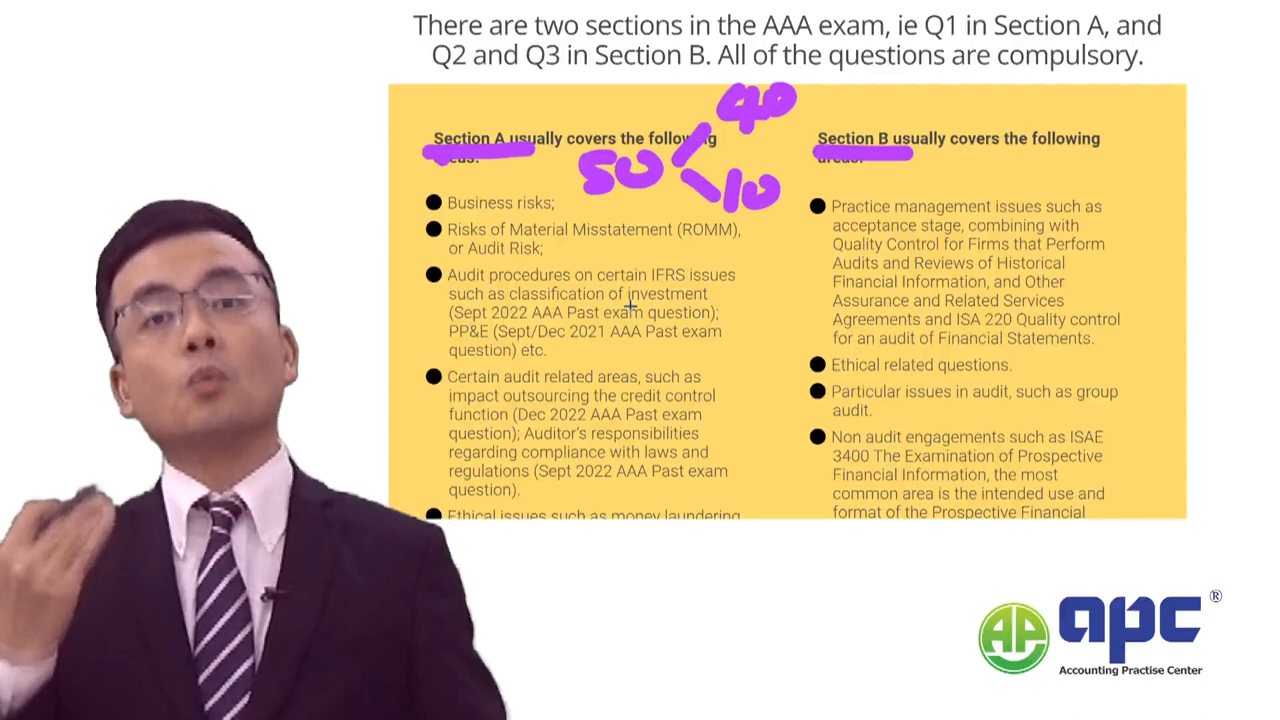 There are two sections in the AAA exam, ie Q1 in Section A, and
Q2 and Q3 in Section B. All of the questions are compulsory.
Section A usually covers the following
areas:
50 < 40
10
Business risks;
Risks of Material Misstatement (ROMM),
or Audit Risk;
Audit procedures on certain IFRS issues
such as classification of investment
(Sept 2022 AAA Past exam question);
PP&E (Sept/Dec 2021 AAA Past exam
question) etc.
Certain audit related areas, such as
impact outsourcing the credit control
function (Dec 2022 AAA Past exam
question); Auditor's responsibilities
regarding compliance with laws and
regulations (Sept 2022 AAA Past exam
question).
Ethical issues such as money laundering
Section B usually covers the following
areas:
Practice management issues such as
acceptance stage, combining with
Quality Control for Firms that Perform
Audits and Reviews of Historical
Financial Information, and Other
Assurance and Related Services
Agreements and ISA 220 Quality control
for an audit of Financial Statements.
Ethical related questions.
Particular issues in audit, such as group
audit.
Non audit engagements such as ISAE
3400 The Examination of Prospective
Financial Information, the most
common area is the intended use and
format of the Prospective Financial
AP apc ®
Accounting Practise Center